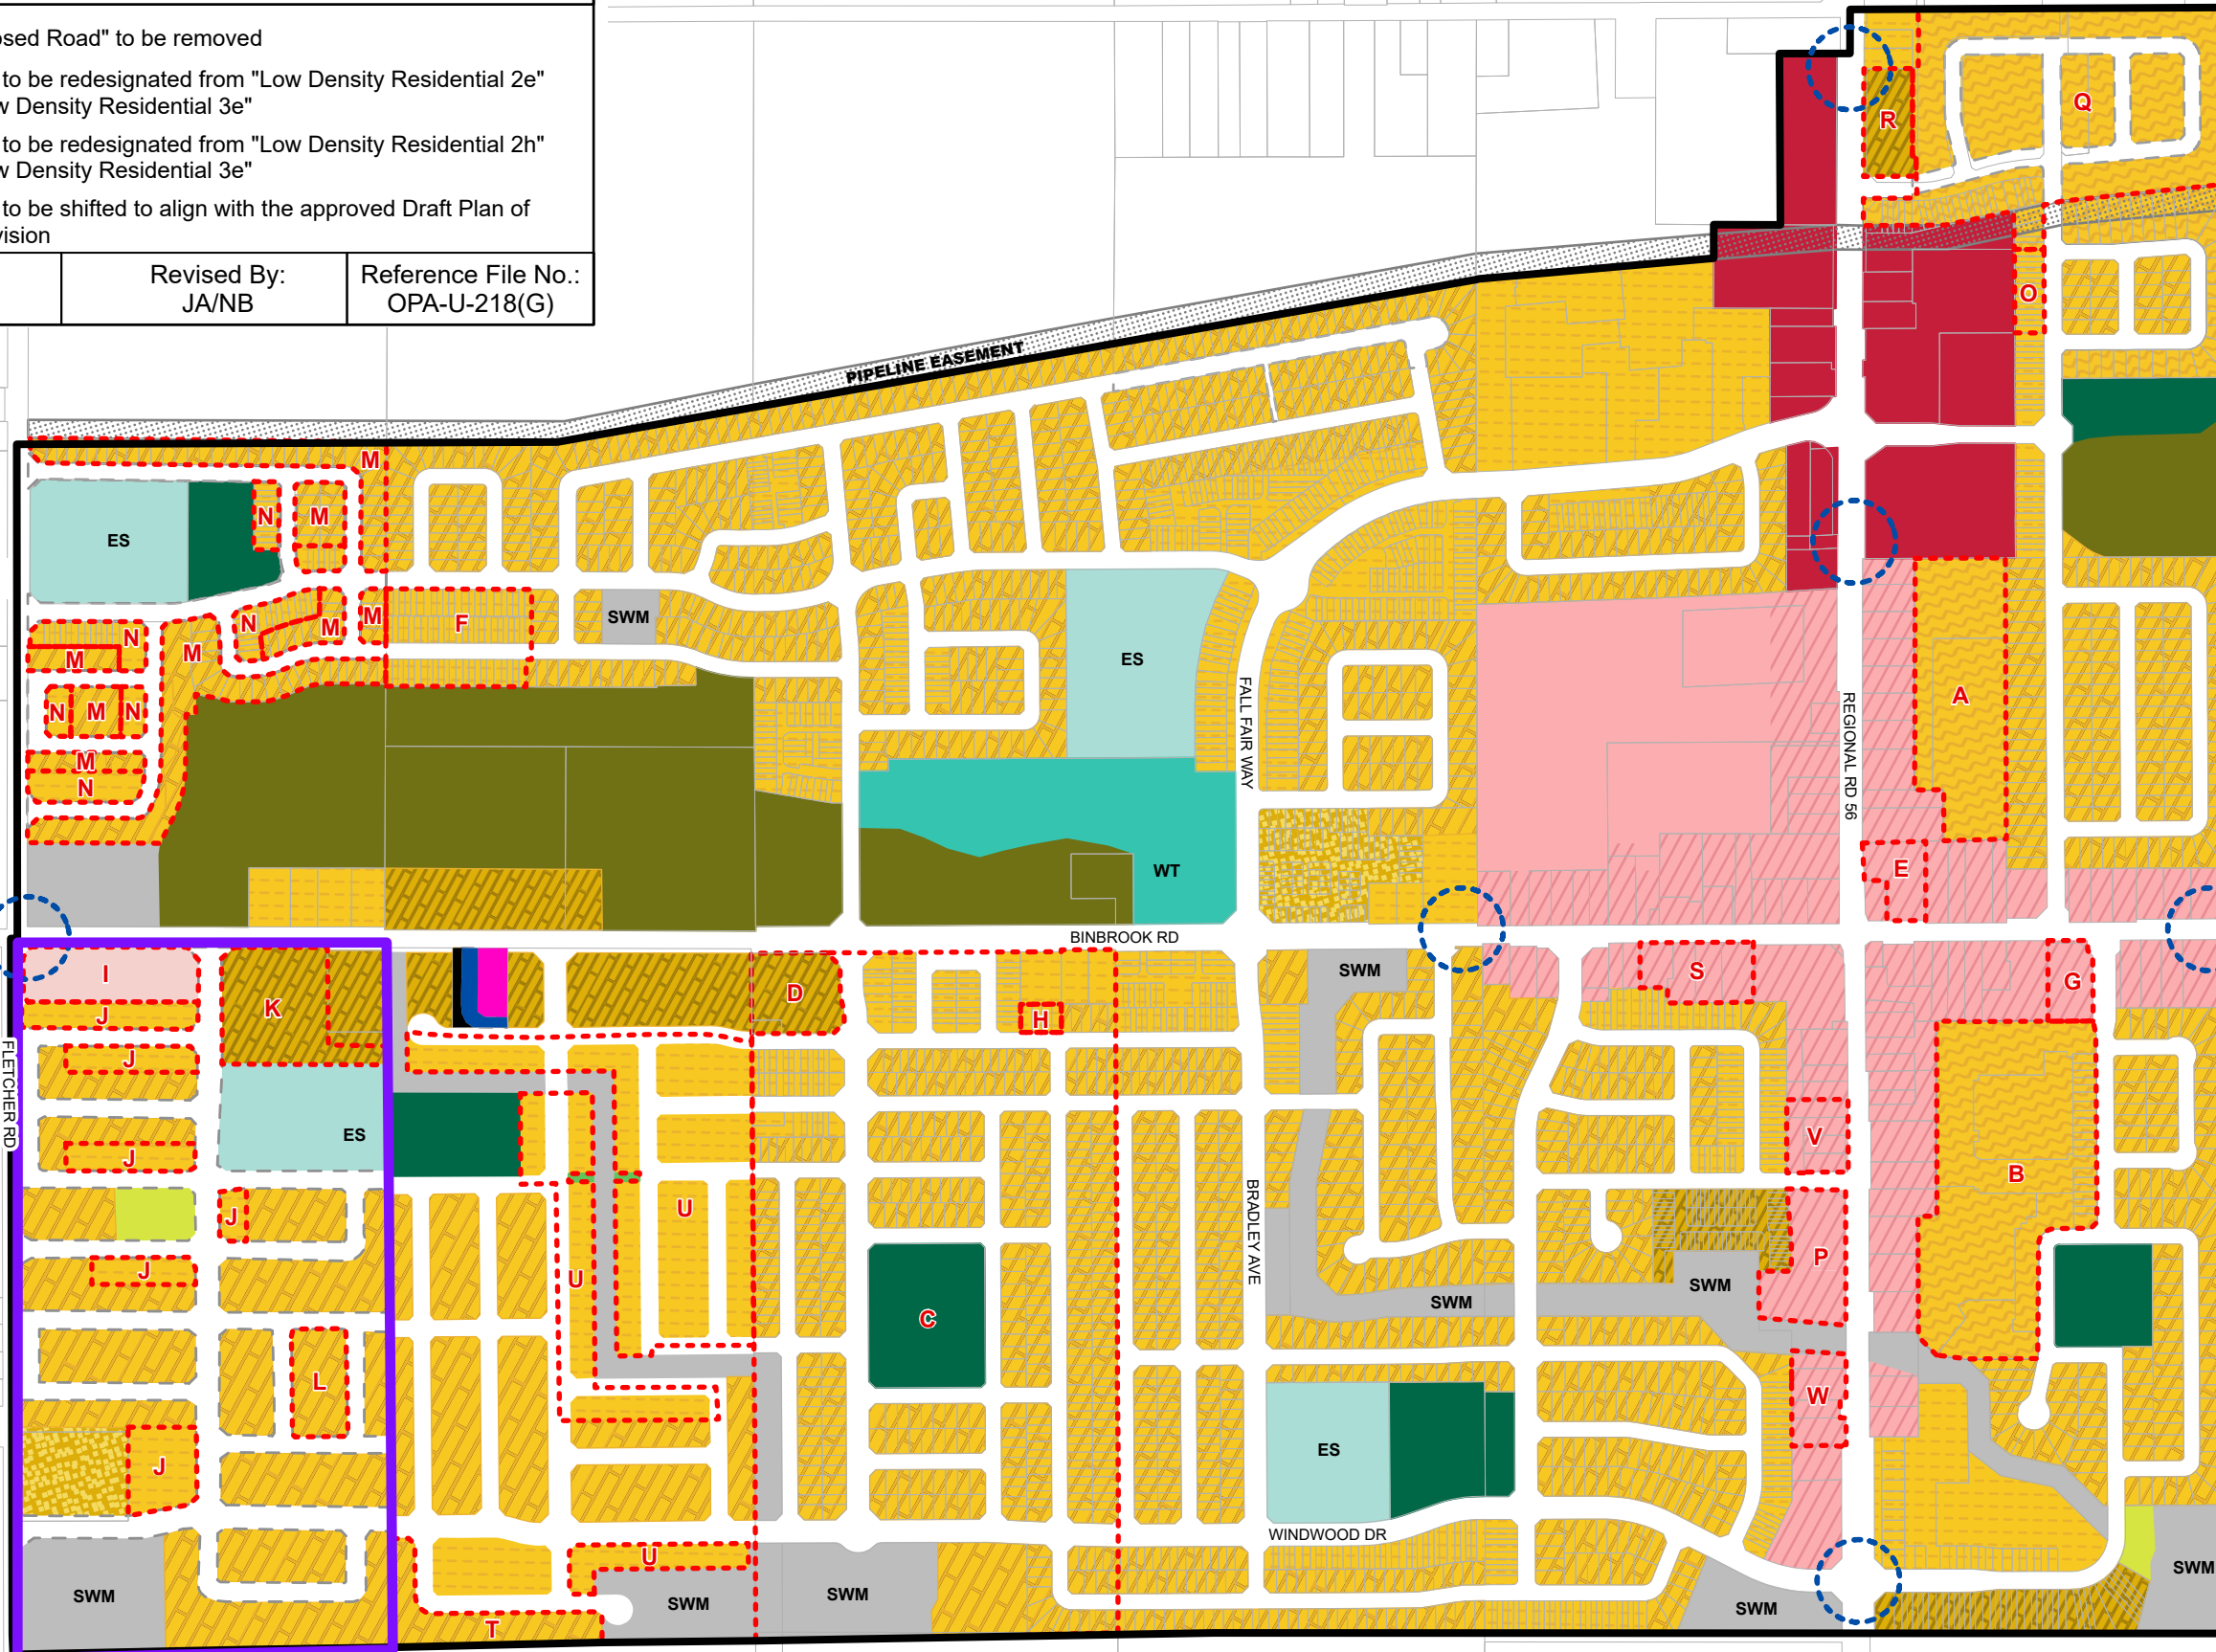 osed Road" to be removed
to be redesignated from "Low Density Residential 2e"
w Density Residential 3e"
to be redesignated from "Low Density Residential 2h"
w Density Residential 3e"
to be shifted to align with the approved Draft Plan of
vision
Revised By:
JA/NB
Reference File No.:
OPA-U-218(G)
R
Q
O
PIPELINE EASEMENT
M
ES
N
M
N
M
M
F
SWM
N
M
M
ES
N
M
N
M
N
FALL FAIR WAY
REGIONAL RD 56
A
WT
E
BINBROOK RD
I
J
K
D
H
SWM
S
G
FLETCHER RD
J
J
ES
V
B
J
U
U
BRADLEY AVE
J
C
SWM
SWM
P
L
W
J
ES
WINDWOOD DR
SWM
T
U
SWM
SWM
SWM
SWM